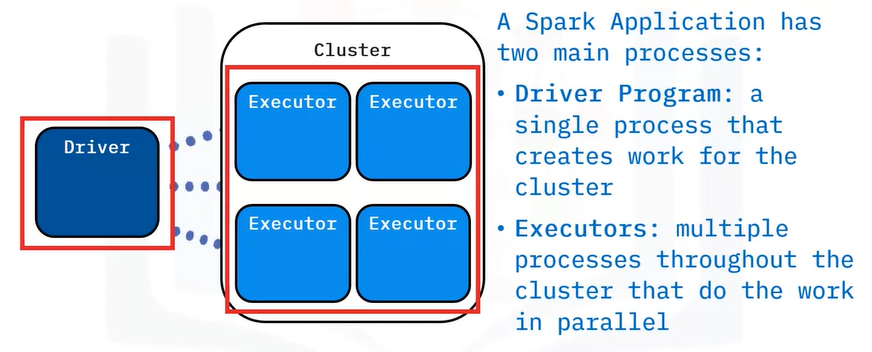 Cluster
Executor Executor
Driver
Executor Executor
A Spark Application has
two main processes:
• Driver Program: a
single process that
creates work for the
cluster
• Executors: multiple
processes throughout the
cluster that do the work
in parallel